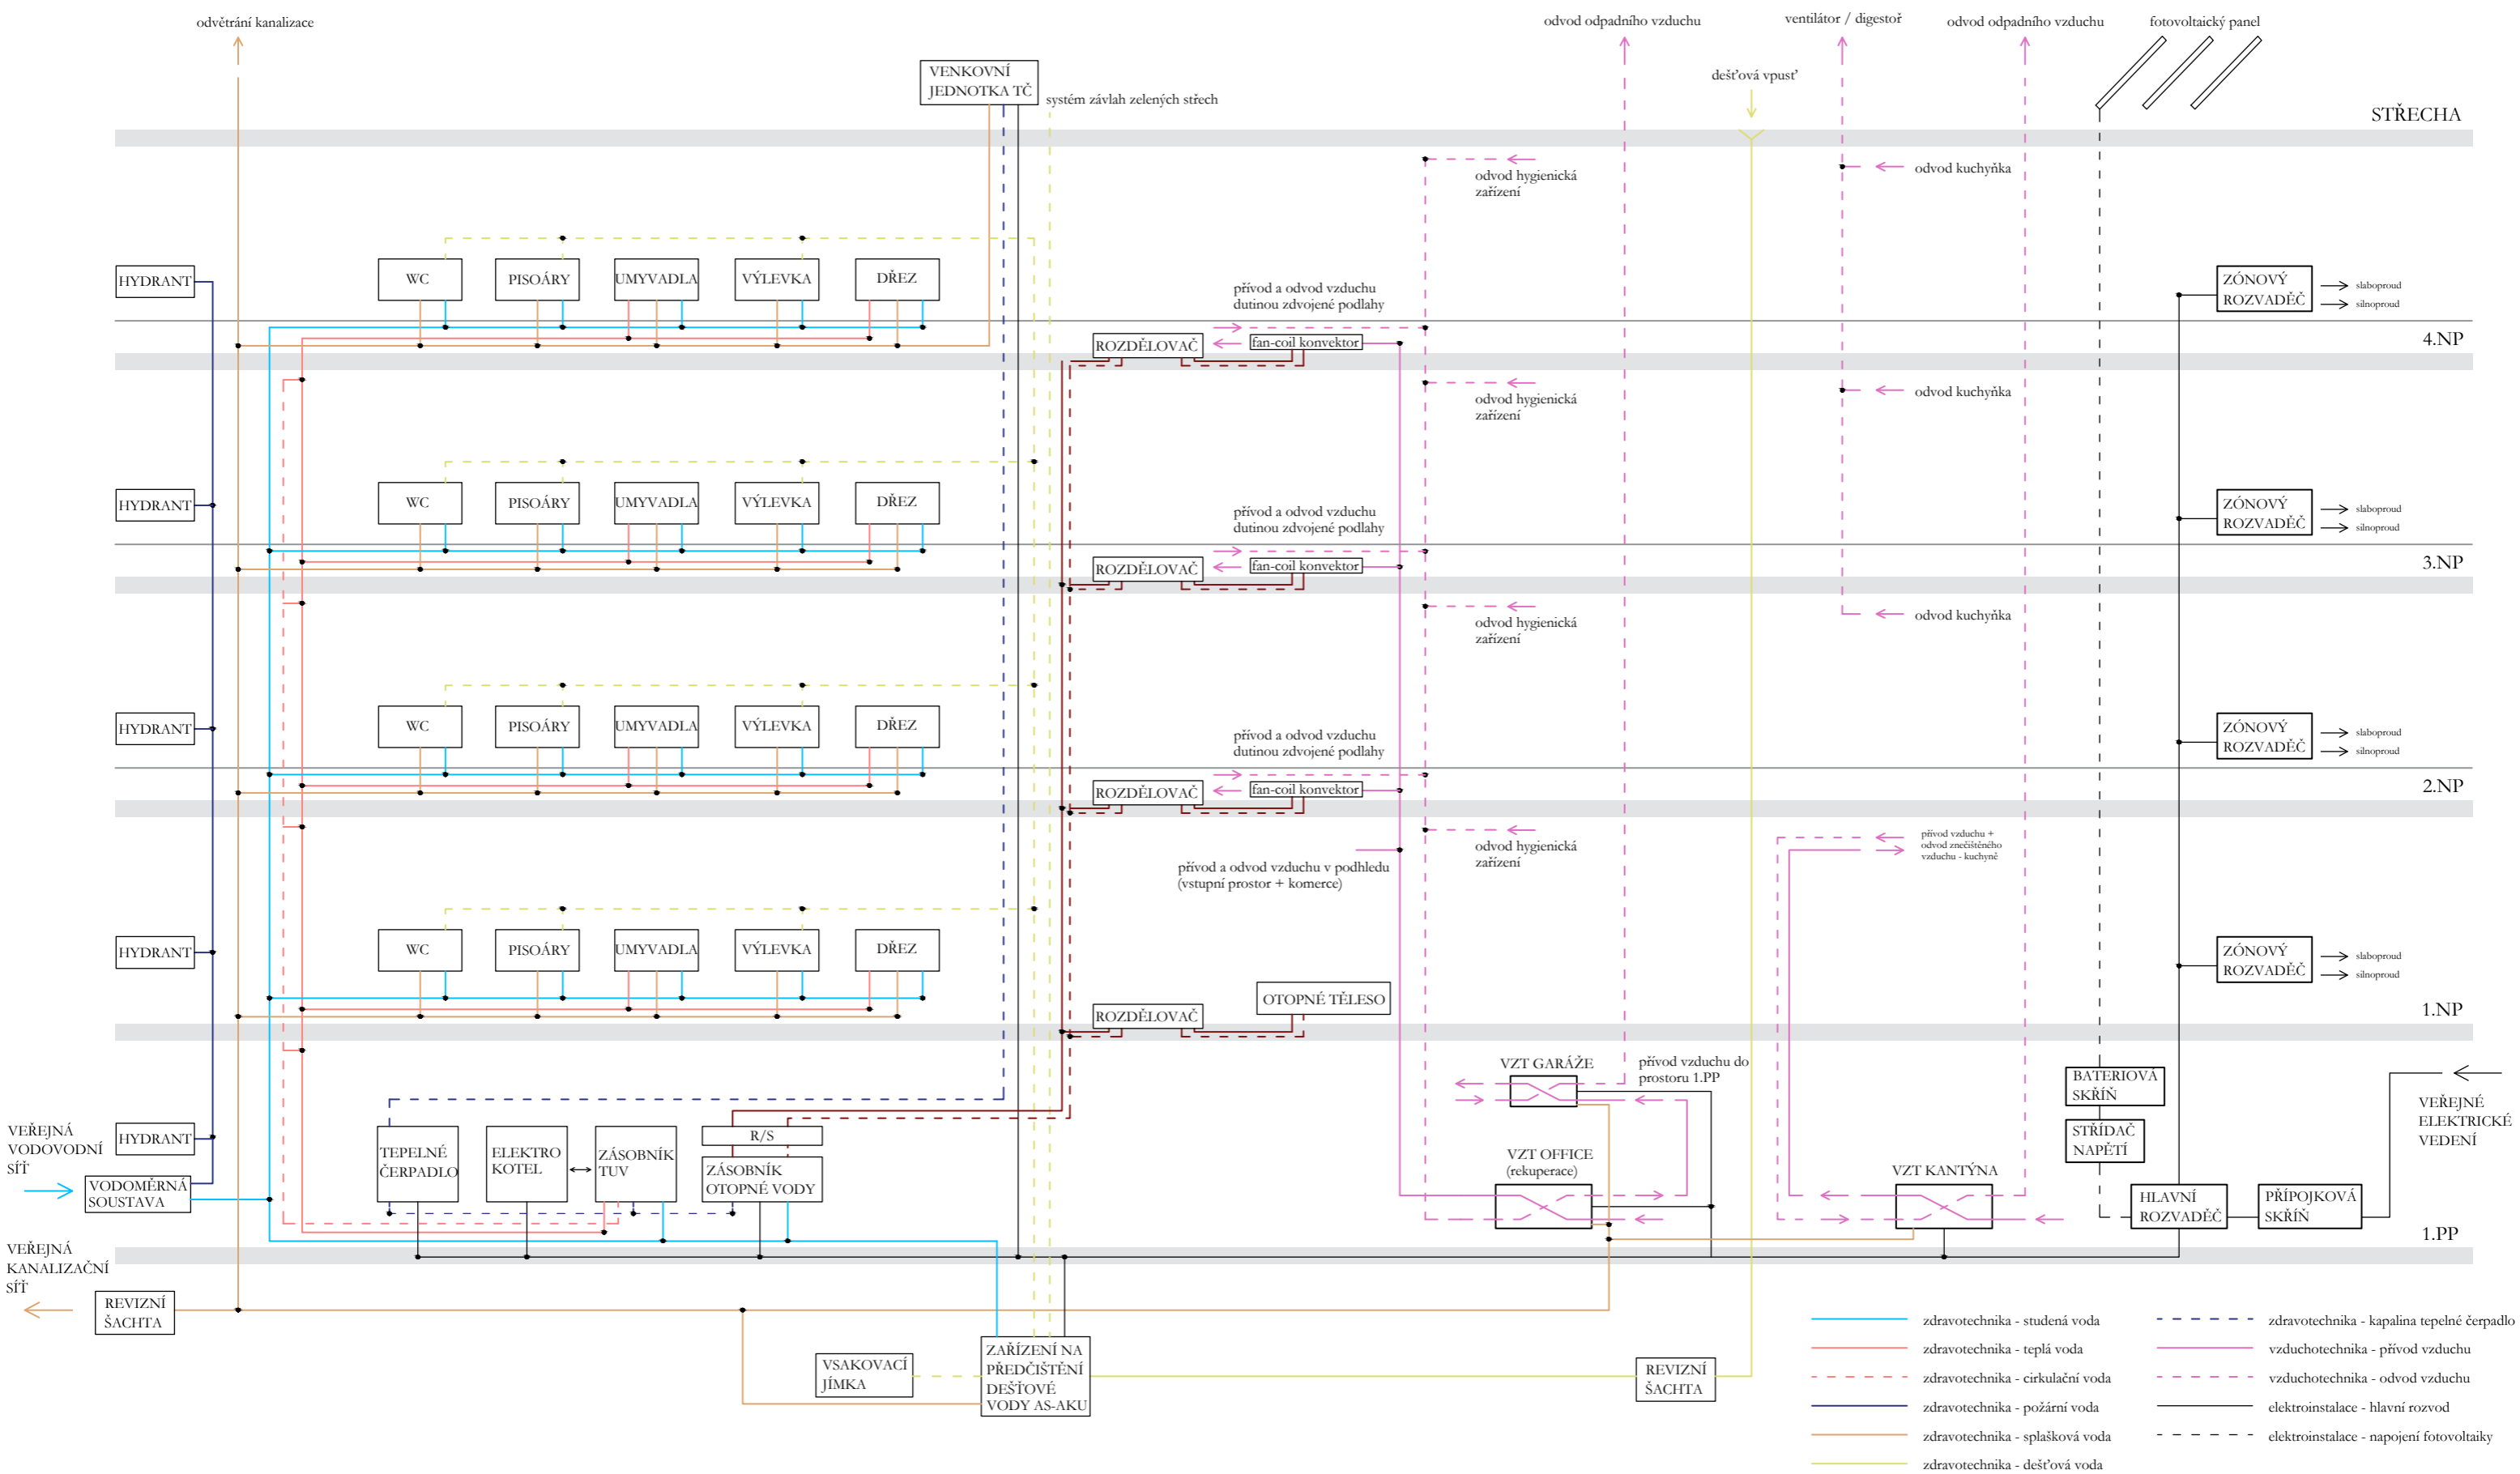 odvětrání kanalizace
odvod odpadního vzduchu
ventilátor / digestoř
odvod odpadního vzduchu
fotovoltaický panel
VENKOVNÍ
JEDNOTKA TČ
systém závlah zelených střech
dešťová vpusť
STŘECHA
odvod hygienická
zařízení
odvod kuchyňka
HYDRANT
WC
PISOÁRY
UMYVADLA
VÝLEVKA
DŘEZ
přívod a odvod vzduchu
dutinou zdvojené podlahy
ZÓNOVÝ
ROZVADĚČ
slaboproud
silnoproud
ROZDĚLOVAČ
fan-coil konvektor
4.NP
odvod hygienická
zařízení
odvod kuchyňka
HYDRANT
WC
PISOÁRY
UMYVADLA
VÝLEVKA
DŘEZ
přívod a odvod vzduchu
dutinou zdvojené podlahy
ZÓNOVÝ
ROZVADĚČ
slaboproud
silnoproud
ROZDĚLOVAČ
fan-coil konvektor
3.NP
odvod hygienická
zařízení
odvod kuchyňka
HYDRANT
WC
PISOÁRY
UMYVADLA
VÝLEVKA
DŘEZ
přívod a odvod vzduchu
dutinou zdvojené podlahy
ZÓNOVÝ
ROZVADĚČ
slaboproud
silnoproud
ROZDĚLOVAČ
fan-coil konvektor
2.NP
odvod hygienická
zařízení
přívod vzduchu +
odvod znečištěného
vzduchu - kuchyně
přívod a odvod vzduchu v podhledu
(vstupní prostor + komerce)
HYDRANT
WC
PISOÁRY
UMYVADLA
VÝLEVKA
DŘEZ
ZÓNOVÝ
ROZVADĚČ
slaboproud
silnoproud
ROZDĚLOVAČ
OTOPNÉ TĚLESO
1.NP
VZT GARÁŽE
přívod vzduchu do
prostoru 1.PP
BATERIOVÁ
SKŘÍŇ
VEŘEJNÉ
ELEKTRICKÉ
VEDENÍ
VEŘEJNÁ
VODOVODNÍ
SÍŤ
HYDRANT
TEPELNÉ
ČERPADLO
ELEKTRO
KOTEL
ZÁSOBNÍK
TUV
R/S
ZÁSOBNÍK
OTOPNÉ VODY
VZT OFFICE
(rekuperace)
STŘÍDAČ
NAPĚTÍ
VZT KANTÝNA
VODOMĚRNÁ
SOUSTAVA
HLAVNÍ
ROZVADĚČ
PŘÍPOJKOVÁ
SKŘÍŇ
1.PP
VEŘEJNÁ
KANALIZAČNÍ
SÍŤ
REVIZNÍ
ŠACHTA
VSAKOVACÍ
JÍMKA
ZAŘÍZENÍ NA
PŘEDČIŠTĚNÍ
DEŠŤOVÉ
VODY AS-AKU
REVIZNÍ
ŠACHTA
zdravotechnika - studená voda
zdravotechnika - teplá voda
zdravotechnika - cirkulační voda
zdravotechnika - požární voda
zdravotechnika - splašková voda
zdravotechnika - dešťová voda
zdravotechnika - kapalina tepelné čerpadlo
vzduchotechnika - přívod vzduchu
vzduchotechnika - odvod vzduchu
elektroinstalace - hlavní rozvod
elektroinstalace - napojení fotovoltaiky